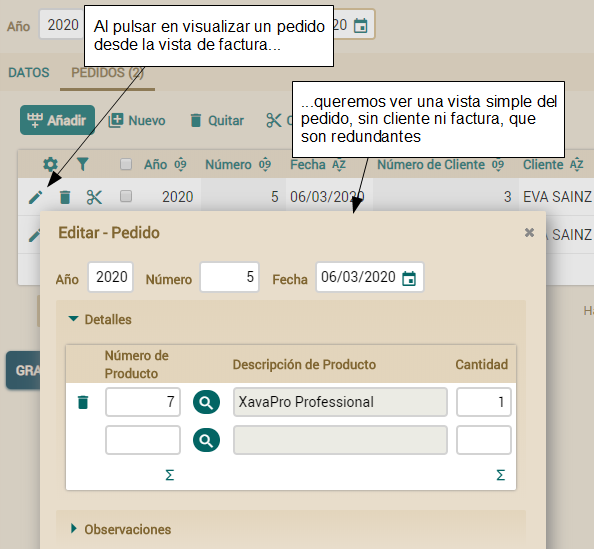 Al pulsar en visualizar un pedido
desde la vista de factura...
Año 2020 20
DATOS PEDIDOS (2)
...queremos ver una vista simple del
pedido, sin cliente ni factura, que
son redundantes
Añadir Nuevo Quitar
Año Número Fecha Número de Cliente Cliente
2020 5 06/03/2020 3 EVA SAINZ
SAINZ
Editar - Pedido
Año 2020 Número 5 Fecha 06/03/2020
Detalles
Número de
Producto Descripción de Producto Cantidad
7 XavaPro Professional 1
Σ Σ
Observaciones